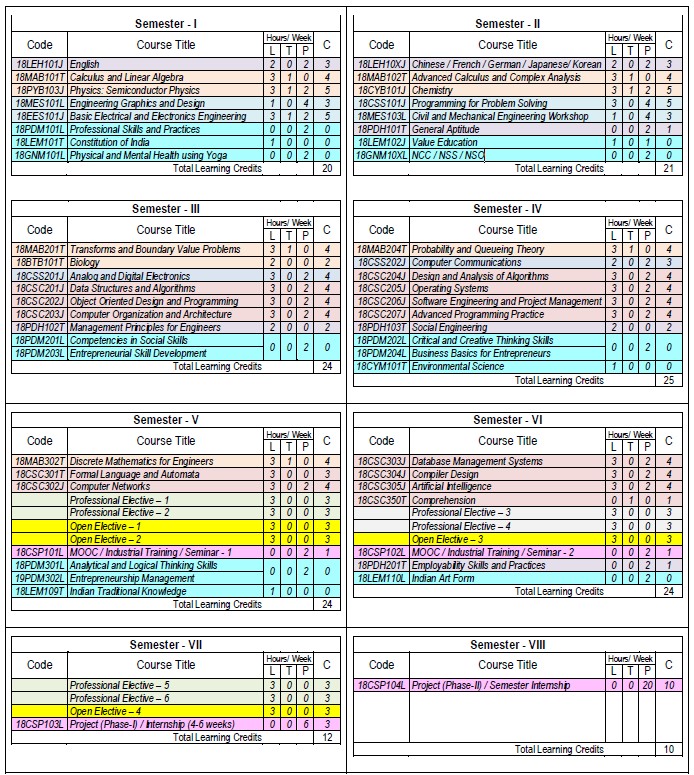 Semester - I
Code Course Title Hours/ Week C
L T P
18LEH101J English 2 0 2 3
18MAB101T Calculus and Linear Algebra 3 1 0 4
18PYB103J Physics: Semiconductor Physics 3 1 2 5
18MES101L Engineering Graphics and Design 1 0 4 3
18EES101J Basic Electrical and Electronics Engineering 3 1 2 5
18PDM101L Professional Skills and Practices 0 0 2 0
18LEM101T Constitution of India 1 0 0 0
18GNM101L Physical and Mental Health using Yoga 0 0 2 0
Total Learning Credits 20
Semester - II
Code Course Title Hours/ Week C
L T P
18LEH10XJ Chinese / French / German / Japanese/ Korean 2 0 2 3
18MAB102T Advanced Calculus and Complex Analysis 3 1 0 4
18CYB101J Chemistry 3 1 2 5
18CSS101J Programming for Problem Solving 3 0 4 5
18MES103L Civil and Mechanical Engineering Workshop 1 0 4 3
18PDH101T General Aptitude 0 0 2 1
18LEM102J Value Education 1 0 1 0
18GNM10XL NCC / NSS / NSO 0 0 2 0
Total Learning Credits 21
Semester - III
Code Course Title Hours/ Week C
L T P
18MAB201T Transforms and Boundary Value Problems 3 1 0 4
18BTB101T Biology 2 0 0 2
18CSS201J Analog and Digital Electronics 3 0 2 4
18CSC201J Data Structures and Algorithms 3 0 2 4
18CSC202J Object Oriented Design and Programming 3 0 2 4
18CSC203J Computer Organization and Architecture 3 0 2 4
18PDH102T Management Principles for Engineers 2 0 0 2
18PDM201L Competencies in Social Skills 0 0 2 0
18PDM203L Entrepreneurial Skill Development
Total Learning Credits 24
Semester - IV
Code Course Title Hours/ Week C
L T P
18MAB204T Probability and Queueing Theory 3 1 0 4
18CSS202J Computer Communications 2 0 2 3
18CSC204J Design and Analysis of Algorithms 3 0 2 4
18CSC205J Operating Systems 3 0 2 4
18CSC206J Software Engineering and Project Management 3 0 2 4
18CSC207J Advanced Programming Practice 3 0 2 4
18PDH103T Social Engineering 2 0 0 2
18PDM202L Critical and Creative Thinking Skills 0 0 2 0
18PDM204L Business Basics for Entrepreneurs
18CYM101T Environmental Science 1 0 0 0
Total Learning Credits 25
Semester - V
Code Course Title Hours/ Week C
L T P
18MAB302T Discrete Mathematics for Engineers 3 1 0 4
18CSC301T Formal Language and Automata 3 0 0 3
18CSC302J Computer Networks 3 0 2 4
Professional Elective – 1 3 0 0 3
Professional Elective – 2 3 0 0 3
Open Elective – 1 3 0 0 3
Open Elective – 2 3 0 0 3
18CSP101L MOOC / Industrial Training / Seminar - 1 0 0 2 1
18PDM301L Analytical and Logical Thinking Skills 0 0 2 0
19PDM302L Entrepreneurship Management
18LEM109T Indian Traditional Knowledge 1 0 0 0
Total Learning Credits 24
Semester - VI
Code Course Title Hours/ Week C
L T P
18CSC303J Database Management Systems 3 0 2 4
18CSC304J Compiler Design 3 0 2 4
18CSC305J Artificial Intelligence 3 0 2 4
18CSC350T Comprehension 0 1 0 1
Professional Elective – 3 3 0 0 3
Professional Elective – 4 3 0 0 3
Open Elective – 3 3 0 0 3
18CSP102L MOOC / Industrial Training / Seminar - 2 0 0 2 1
18PDH201T Employability Skills and Practices 0 0 2 1
18LEM110L Indian Art Form 0 0 2 0
Total Learning Credits 24
Semester - VII
Code Course Title Hours/ Week C
L T P
Professional Elective – 5 3 0 0 3
Professional Elective – 6 3 0 0 3
Open Elective – 4 3 0 0 3
18CSP103L Project (Phase-I) / Internship (4-6 weeks) 0 0 6 3
Total Learning Credits 12
Semester - VIII
Code Course Title Hours/ Week C
L T P
18CSP104L Project (Phase-II) / Semester Internship 0 0 20 10
Total Learning Credits 10